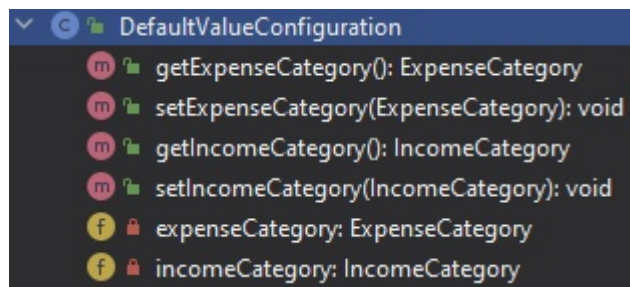 C DefaultValueConfiguration
m getExpenseCategory(): ExpenseCategory
m setExpenseCategory(ExpenseCategory): void
m getIncomeCategory(): IncomeCategory
m setIncomeCategory(IncomeCategory): void
f expenseCategory: ExpenseCategory
f incomeCategory: IncomeCategory